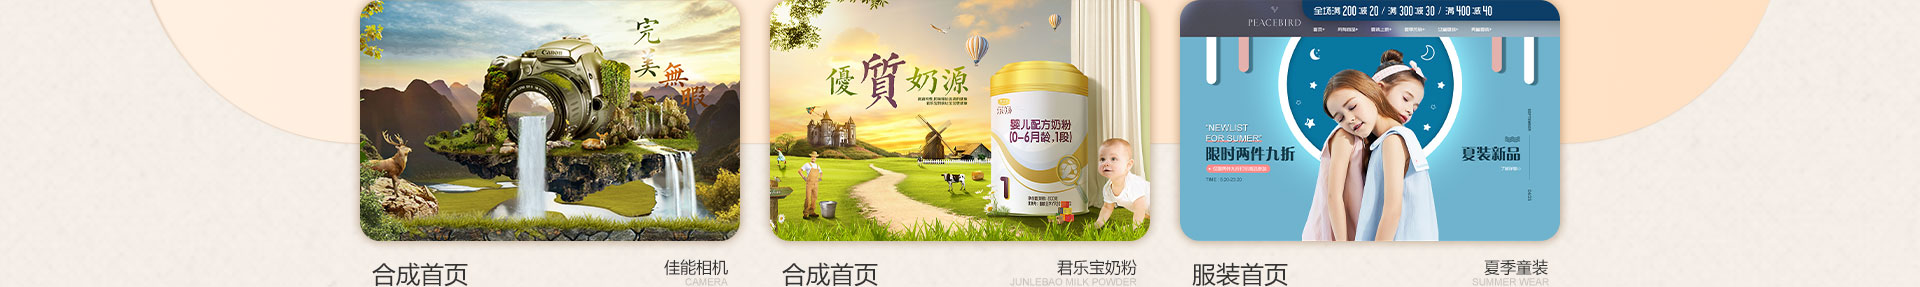 完
美
無
暇
Canon
優質奶源
婴儿配方奶粉
(0-6月龄,1段)
1
PEACEBIRD
全场满200减20 / 满300减30 / 满400减40
"NEWLIST
FOR SUMER"
限时两件九折
夏装新品
合成首页
佳能相机
CAMERA
合成首页
君乐宝奶粉
JUNLEBAO MILK POWDER
服装首页
夏季童装
SUMMER WEAR